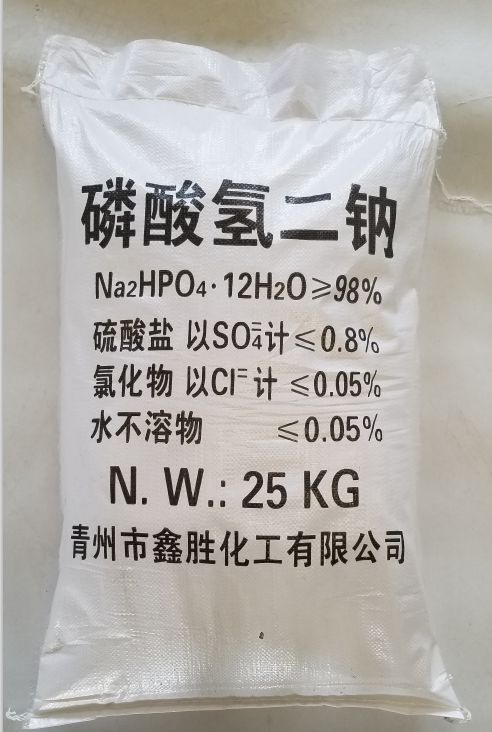 磷酸氢二钠
Na₂HPO₄·12H₂O≥98%
硫酸盐 以SO₄⁼计≤0.8%
氯化物 以Cl⁼计 ≤0.05%
水不溶物 ≤0.05%
N. W.: 25 KG
青州市鑫胜化工有限公司